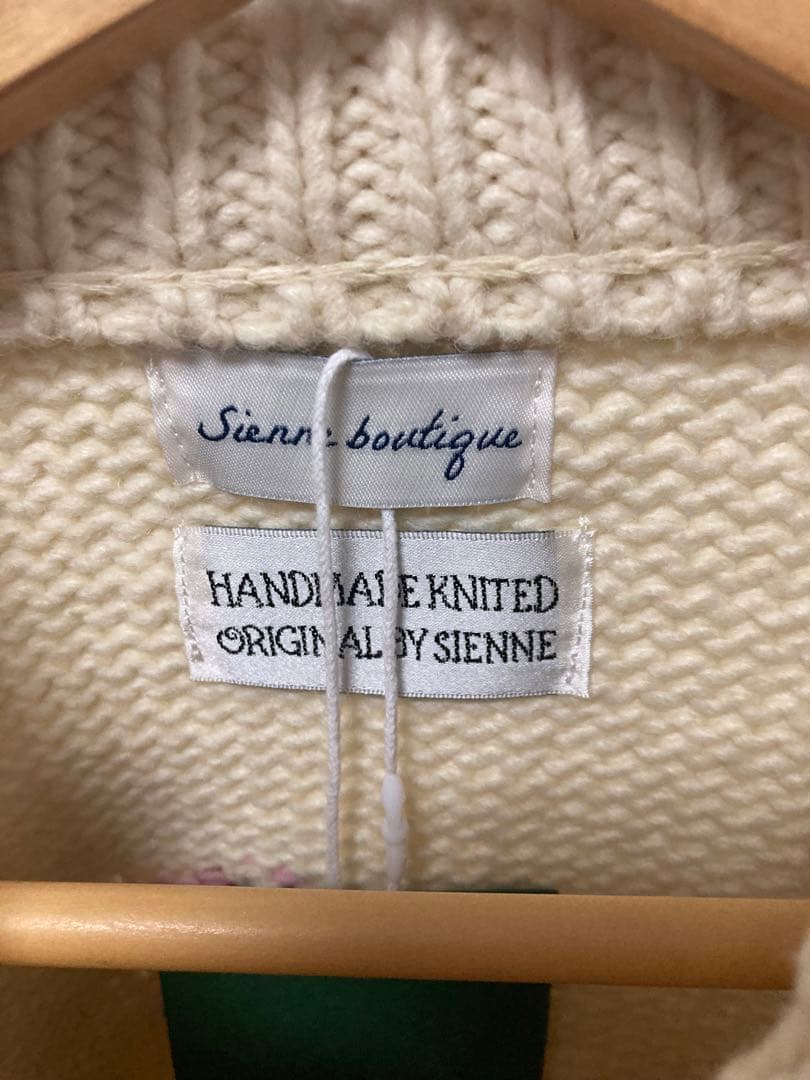 Sienne boutique
HANDMADE KNITED
ORIGINAL BY SIENNE